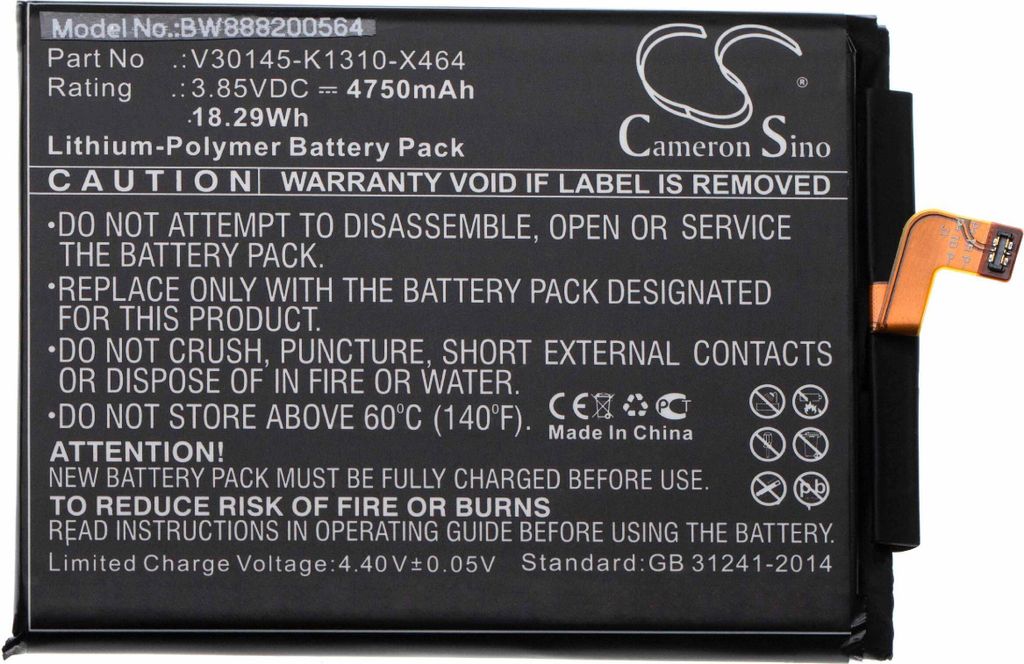 Model No.:BW888200564
Part No .:V30145-K1310-X464
Rating .:3.85VDC ⎓ 4750mAh
18.29Wh
Lithium-Polymer Battery Pack
CS
®
Cameron Sino
CAUTION WARRANTY VOID IF LABEL IS REMOVED
•DO NOT ATTEMPT TO DISASSEMBLE, OPEN OR SERVICE
THE BATTERY PACK.
•REPLACE ONLY WITH THE BATTERY PACK DESIGNATED
FOR THIS PRODUCT.
•DO NOT CRUSH, PUNCTURE, SHORT EXTERNAL CONTACTS
OR DISPOSE OF IN FIRE OR WATER.
•DO NOT STORE ABOVE 60°C (140°F).
CE PCT
Made In China
Pb
ATTENTION!
NEW BATTERY PACK MUST BE FULLY CHARGED BEFORE USE.
TO REDUCE RISK OF FIRE OR BURNS
READ INSTRUCTIONS IN OPERATING GUIDE BEFORE USING THE BATTERY.
Limited Charge Voltage:4.40V±0.05V Standard:GB 31241-2014